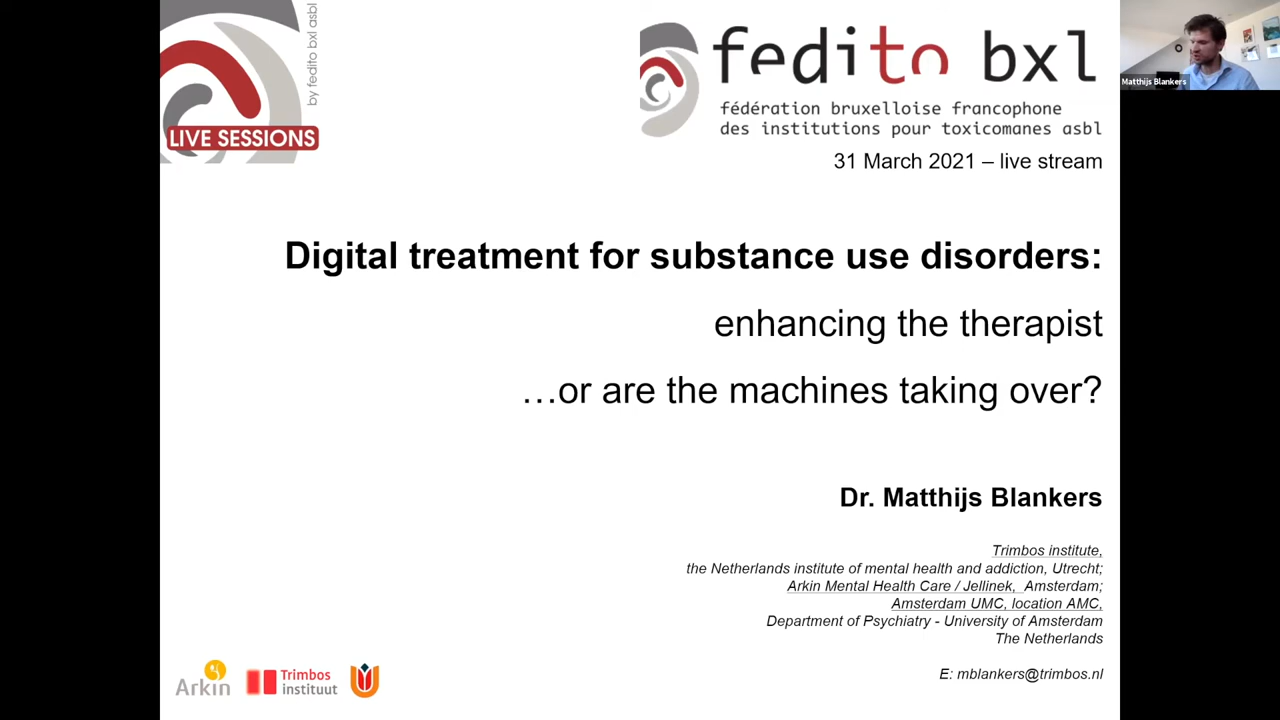 by fedito bxl asbl
LIVE SESSIONS
fedito bxl
fédération bruxelloise francophone
des institutions pour toxicomanes asbl
31 March 2021 – live stream
Matthijs Blankers
Digital treatment for substance use disorders:
enhancing the therapist
…or are the machines taking over?
Dr. Matthijs Blankers
Trimbos institute,
the Netherlands institute of mental health and addiction, Utrecht;
Arkin Mental Health Care / Jellinek, Amsterdam;
Amsterdam UMC, location AMC,
Department of Psychiatry - University of Amsterdam
The Netherlands
E: mblankers@trimbos.nl
Arkin
Trimbos
instituut